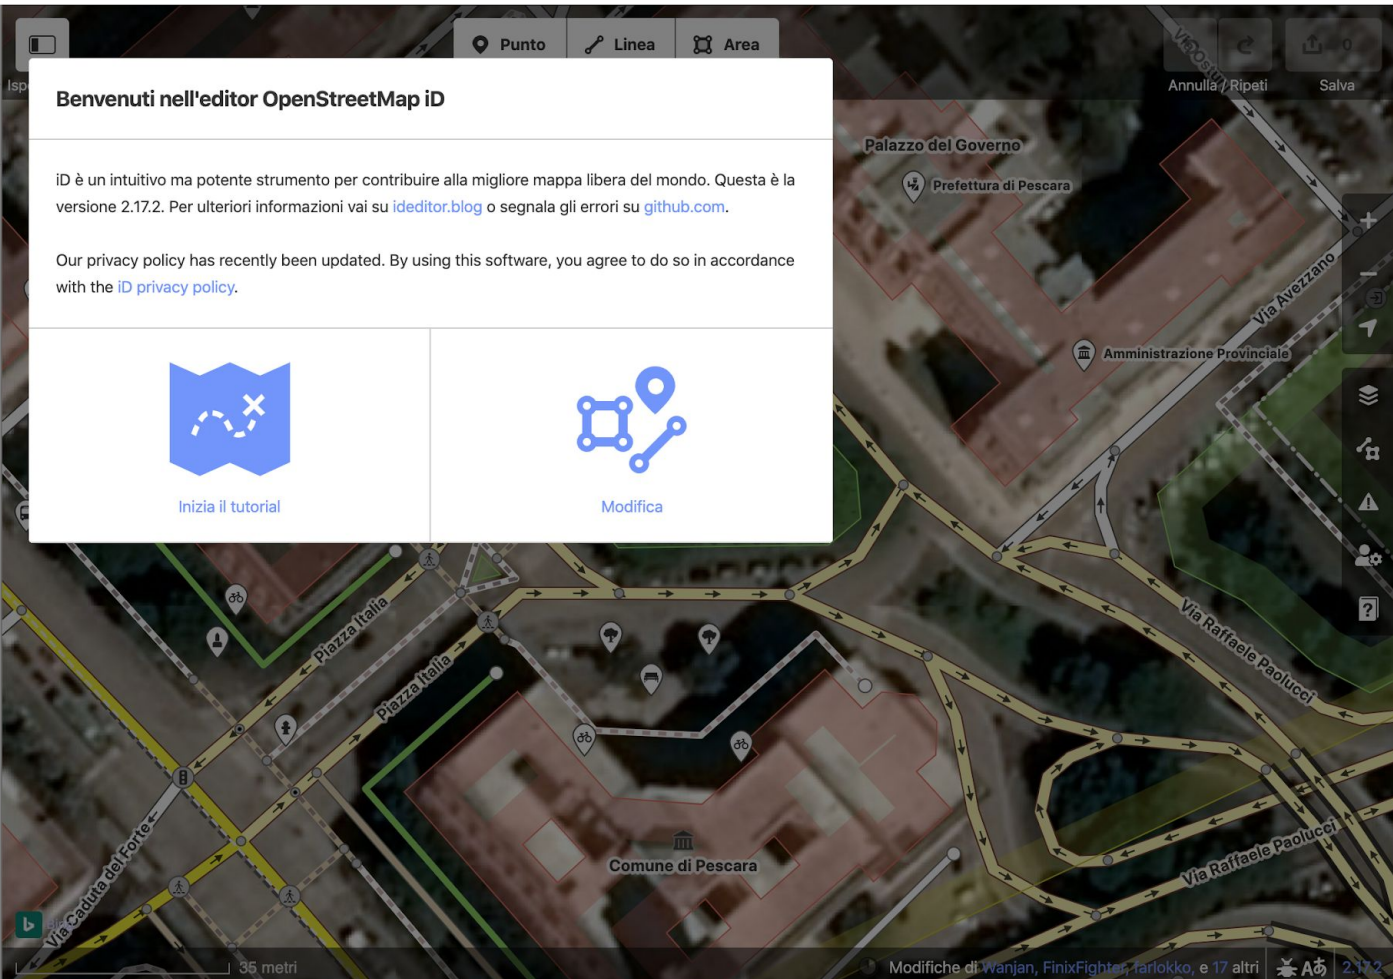 Punto
Linea
Area
Annulla / Ripeti
0
Salva
Benvenuti nell'editor OpenStreetMap iD
iD è un intuitivo ma potente strumento per contribuire alla migliore mappa libera del mondo. Questa è la
versione 2.17.2. Per ulteriori informazioni vai su ideditor.blog o segnala gli errori su github.com.
Our privacy policy has recently been updated. By using this software, you agree to do so in accordance
with the iD privacy policy.
Inizia il tutorial
Modifica
Palazzo del Governo
Prefettura di Pescara
Via Avezzano
Amministrazione Provinciale
Piazza Italia
Piazza Italia
Via Raffaele Paolucci
Comune di Pescara
Via Raffaele Paolucci
Via Caduta del Forte
35 metri
Modifiche di Wanjan, FinixFighter, farlokko, e 17 altri
2.17.2